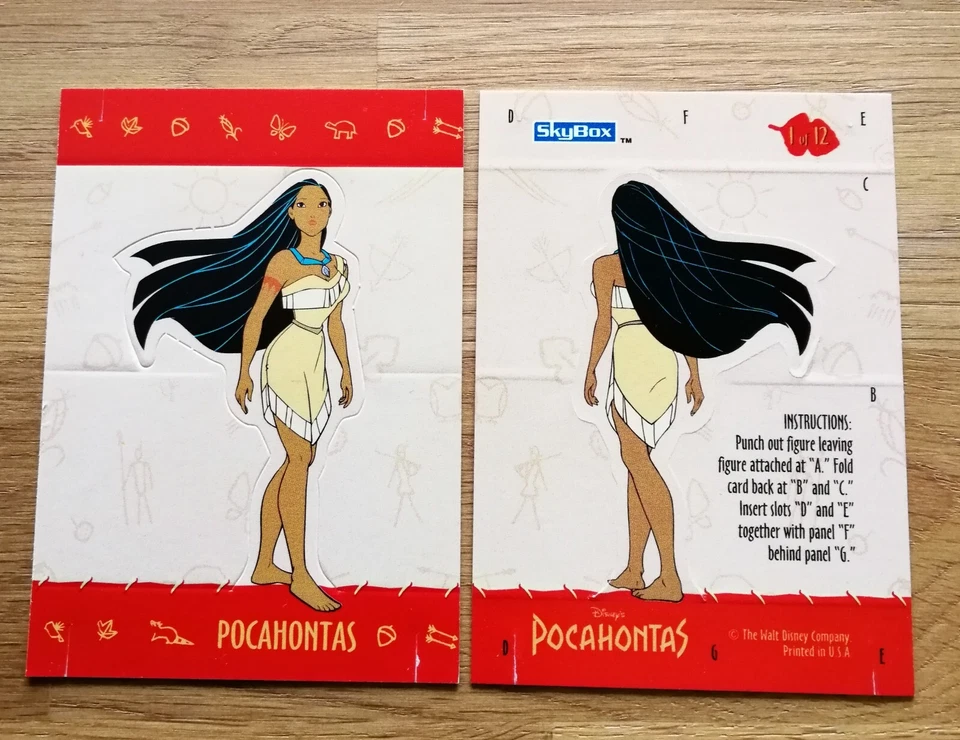 POCAHONTAS
D
F
E
SkyBox ™
1 of 12
C
B
INSTRUCTIONS:
Punch out figure leaving
figure attached at “A.” Fold
card back at “B” and “C.”
Insert slots “D” and “E”
together with panel “F”
behind panel “G.”
Disney's
POCAHONTAS
© The Walt Disney Company
Printed in U S A
D
G
E